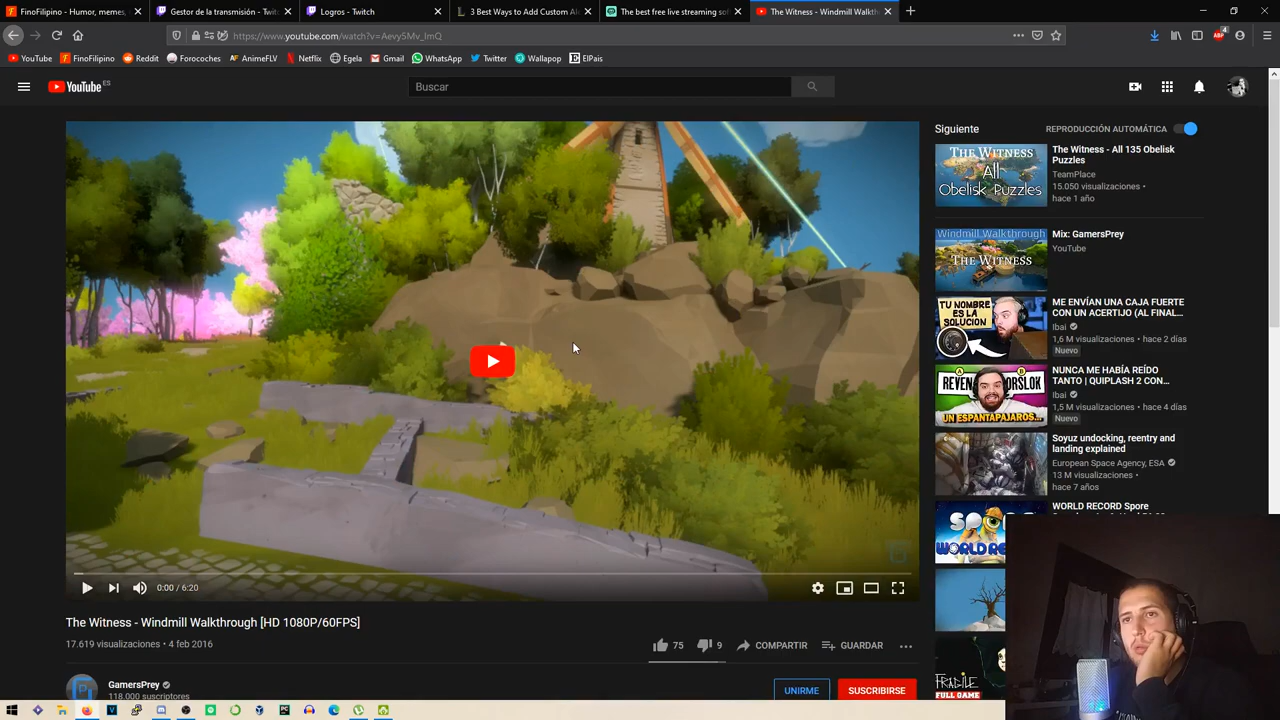 FinoFilipino - Humor, memes,
Gestor de la transmisión - Twitc
Logros - Twitch
3 Best Ways to Add Custom Al
The best free live streaming sof
The Witness - Windmill Walkth
https://www.youtube.com/watch?v=AevySMv_ImQ
YouTube
FinoFilipino
Reddit
Forocoches
AnimeFLV
Netflix
Egela
Gmail
WhatsApp
Twitter
Wallapop
ElPais
YouTube ES
Buscar
Siguiente
REPRODUCCIÓN AUTOMÁTICA
THE WITNESS
All
Obelisk Puzzles
The Witness - All 135 Obelisk
Puzzles
TeamPlace
15.050 visualizaciones •
hace 1 año
Windmill Walkthrough
THE WITNESS
Mix: GamersPrey
YouTube
TU NOMBRE
ES LA
SOLUCION
ME ENVÍAN UNA CAJA FUERTE
CON UN ACERTIJO (AL FINAL...
Ibai
1,6 M visualizaciones • hace 2 días
Nuevo
UN ESPANTAPAJAROS...
NUNCA ME HABÍA REÍDO
TANTO | QUIPLASH 2 CON...
Ibai
1,5 M visualizaciones • hace 4 días
Nuevo
Soyuz undocking, reentry and
landing explained
European Space Agency, ESA
13 M visualizaciones •
hace 7 años
WORLD RECORD Spore
FULL GAME
0:00 / 6:20
The Witness - Windmill Walkthrough [HD 1080P/60FPS]
17.619 visualizaciones • 4 feb 2016
75
9
COMPARTIR
GUARDAR
GamersPrey
118.000 suscriptores
UNIRME
SUSCRIBIRSE